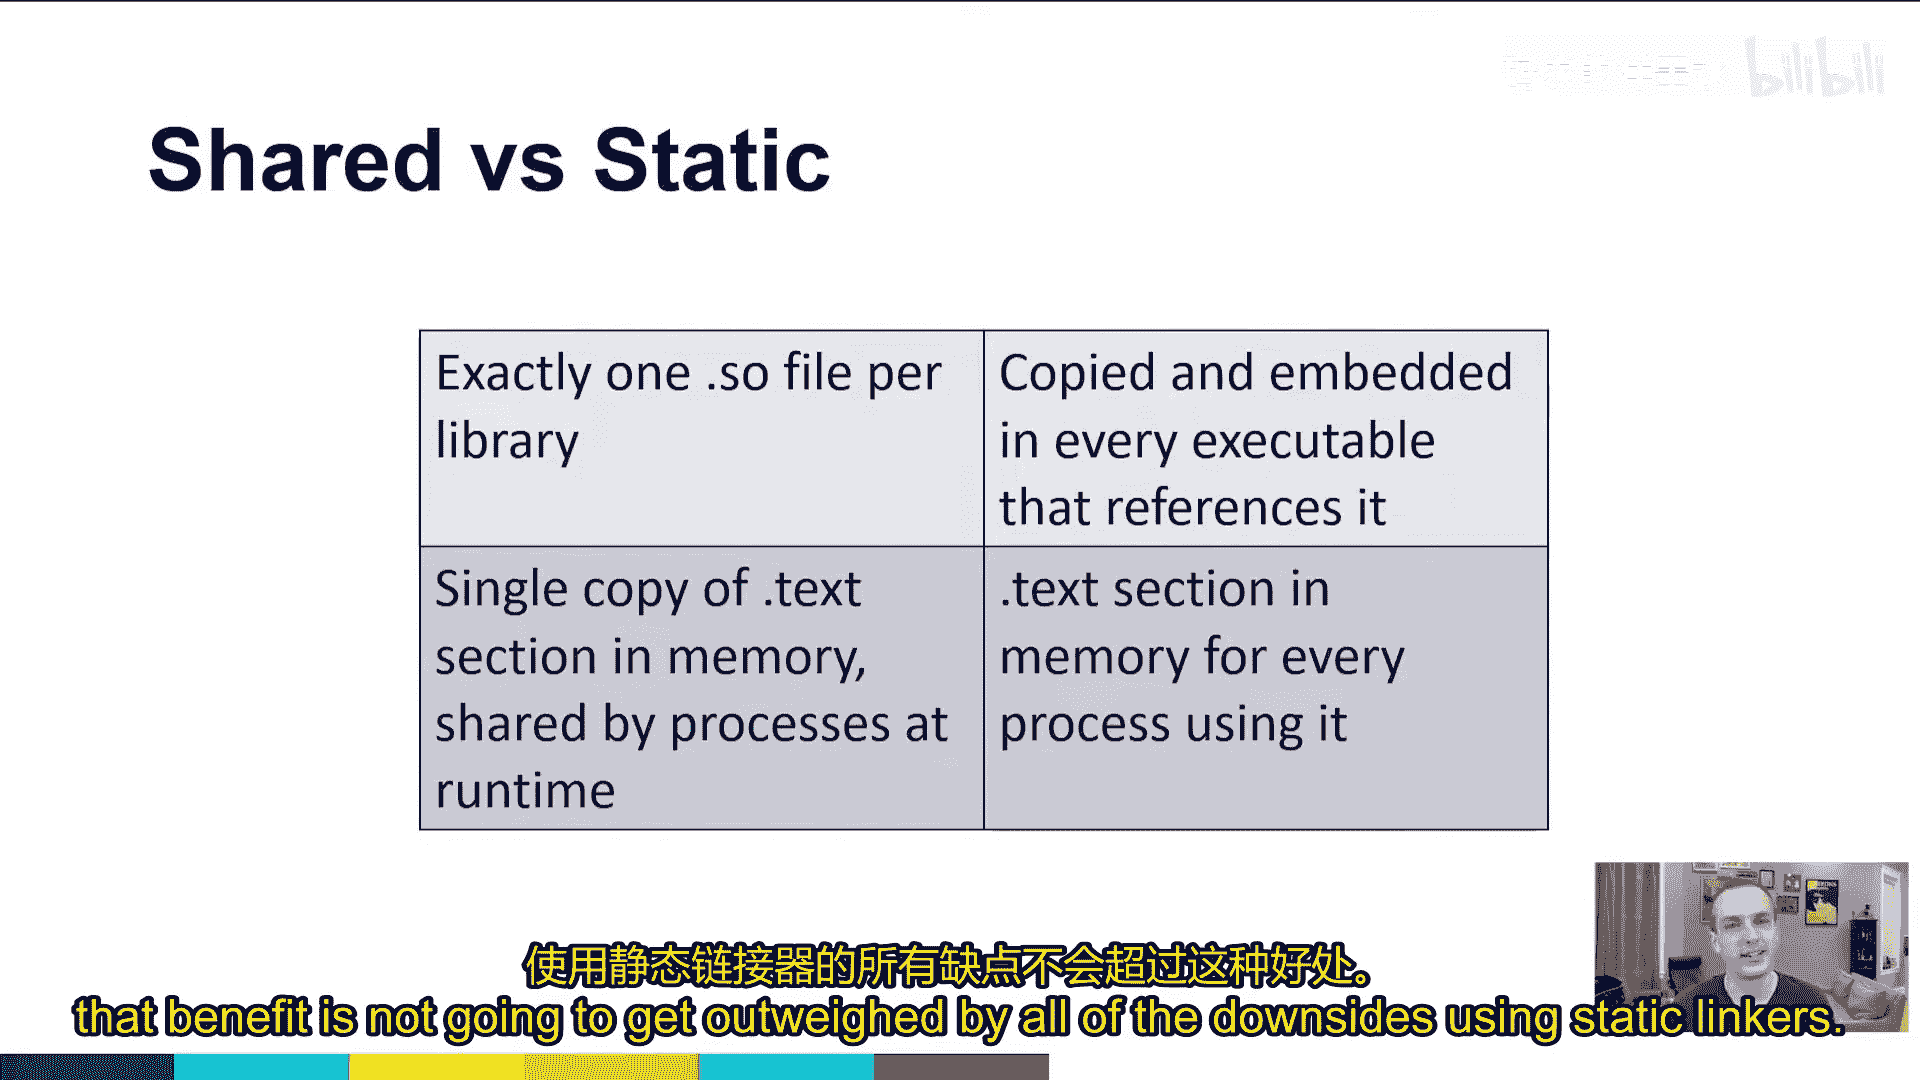 bilibili
Shared vs Static
Exactly one .so file per
library
Copied and embedded
in every executable
that references it
Single copy of .text
section in memory,
shared by processes at
runtime
.text section in
memory for every
process using it
使用静态链接器的所有缺点不会超过这种好处。
that benefit is not going to get outweighed by all of the downsides using static linkers.